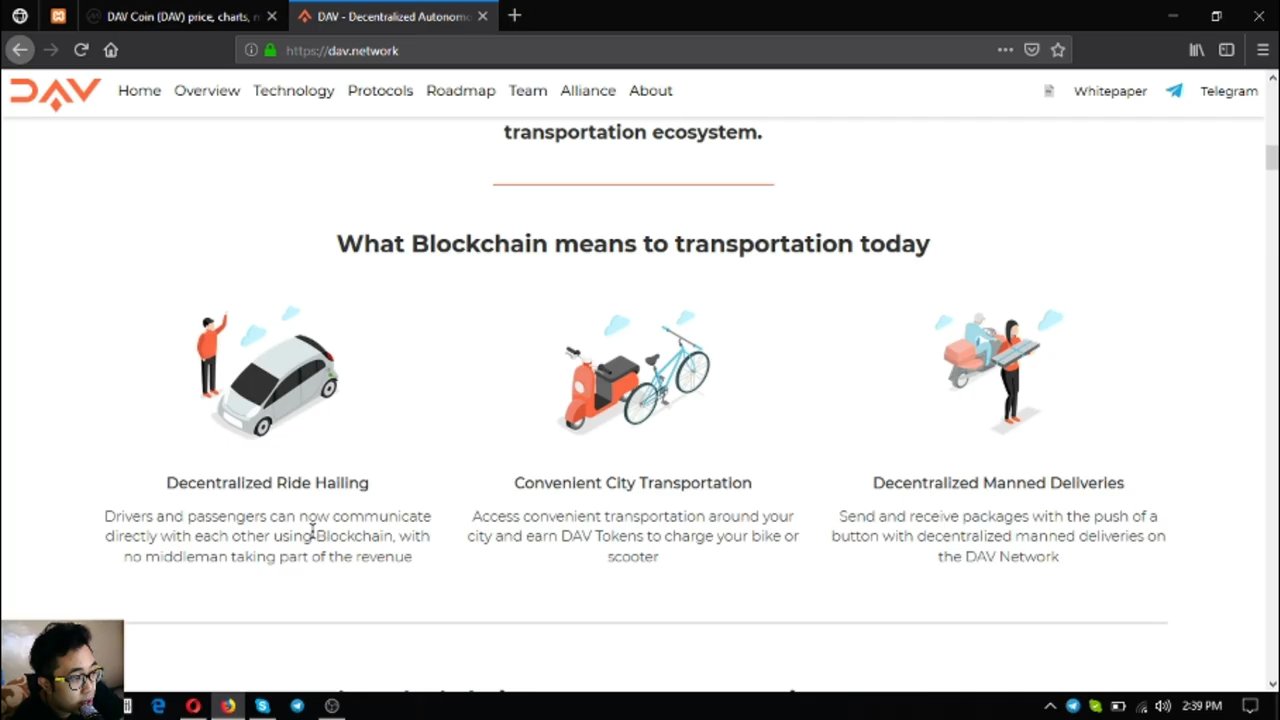 DAV Coin (DAV) price, charts, m
DAV - Decentralized Autonomo
https://dav.network
DAV
Home Overview Technology Protocols Roadmap Team Alliance About Whitepaper Telegram
transportation ecosystem.
What Blockchain means to transportation today
Decentralized Ride Hailing
Drivers and passengers can now communicate
directly with each other using Blockchain, with
no middleman taking part of the revenue
Convenient City Transportation
Access convenient transportation around your
city and earn DAV Tokens to charge your bike or
scooter
Decentralized Manned Deliveries
Send and receive packages with the push of a
button with decentralized manned deliveries on
the DAV Network
2:39 PM